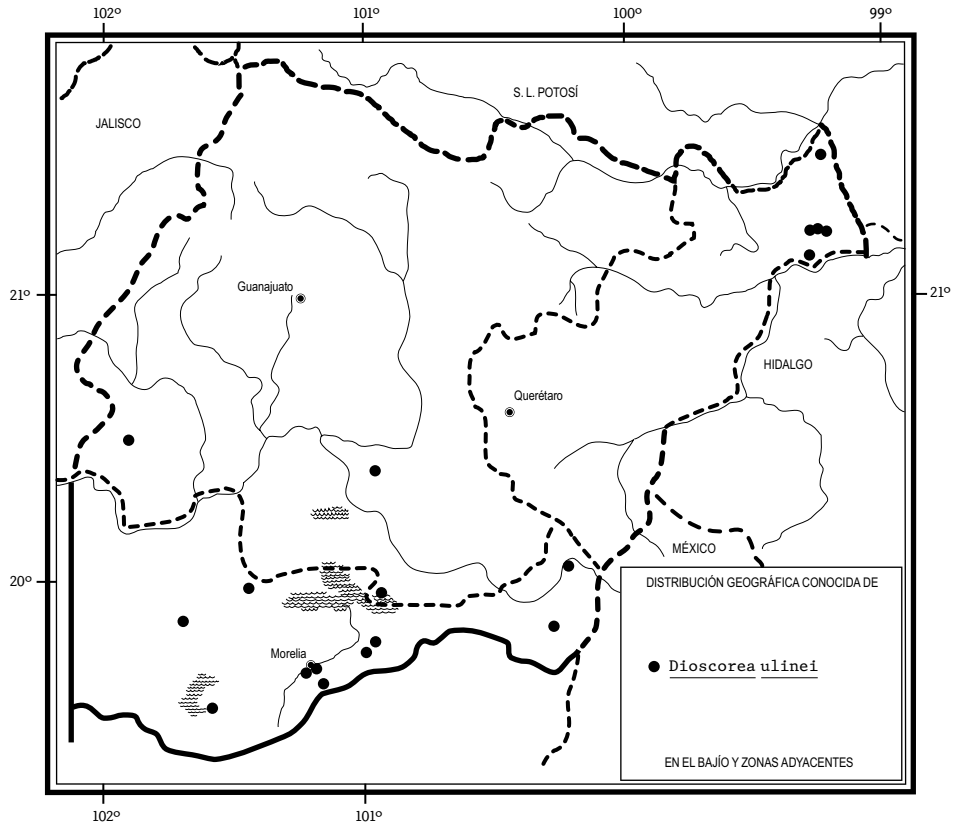 102º 101º 100º 99º
S. L. POTOSÍ
JALISCO
Guanajuato
21º 21º
HIDALGO
Querétaro
MÉXICO
20º
DISTRIBUCIÓN GEOGRÁFICA CONOCIDA DE
Morelia
Dioscorea ulinei
EN EL BAJÍO Y ZONAS ADYACENTES
102º 101º